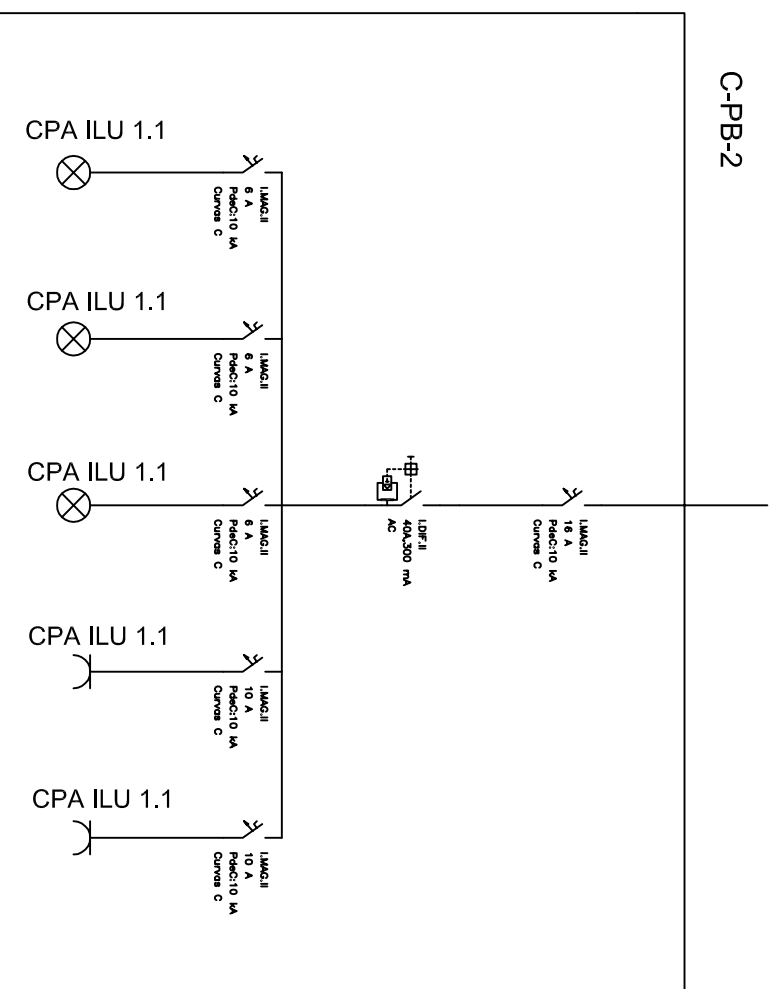 C-PB-2
I.MAG.II
16 A
PdeC:10 kA
Curvas C
I.DIF.II
40A,300 mA
AC
CPA ILU 1.1
I.MAG.II
6 A
PdeC:10 kA
Curvas C
CPA ILU 1.1
I.MAG.II
6 A
PdeC:10 kA
Curvas C
CPA ILU 1.1
I.MAG.II
6 A
PdeC:10 kA
Curvas C
CPA ILU 1.1
I.MAG.II
10 A
PdeC:10 kA
Curvas C
CPA ILU 1.1
I.MAG.II
10 A
PdeC:10 kA
Curvas C